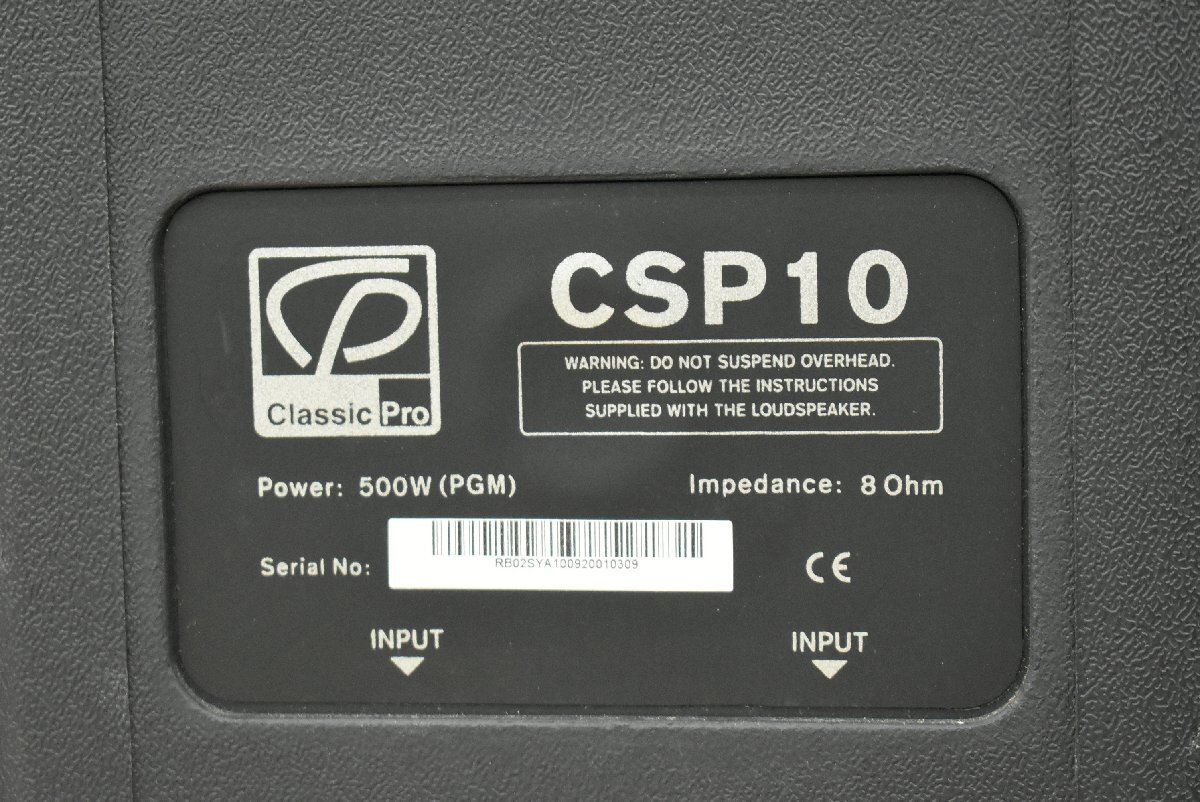 CP
Classic Pro
CSP10
WARNING: DO NOT SUSPEND OVERHEAD.
PLEASE FOLLOW THE INSTRUCTIONS
SUPPLIED WITH THE LOUDSPEAKER.
Power: 500W (PGM)
Impedance: 8 Ohm
Serial No:
RB02SYA100920010309
CE
INPUT
INPUT